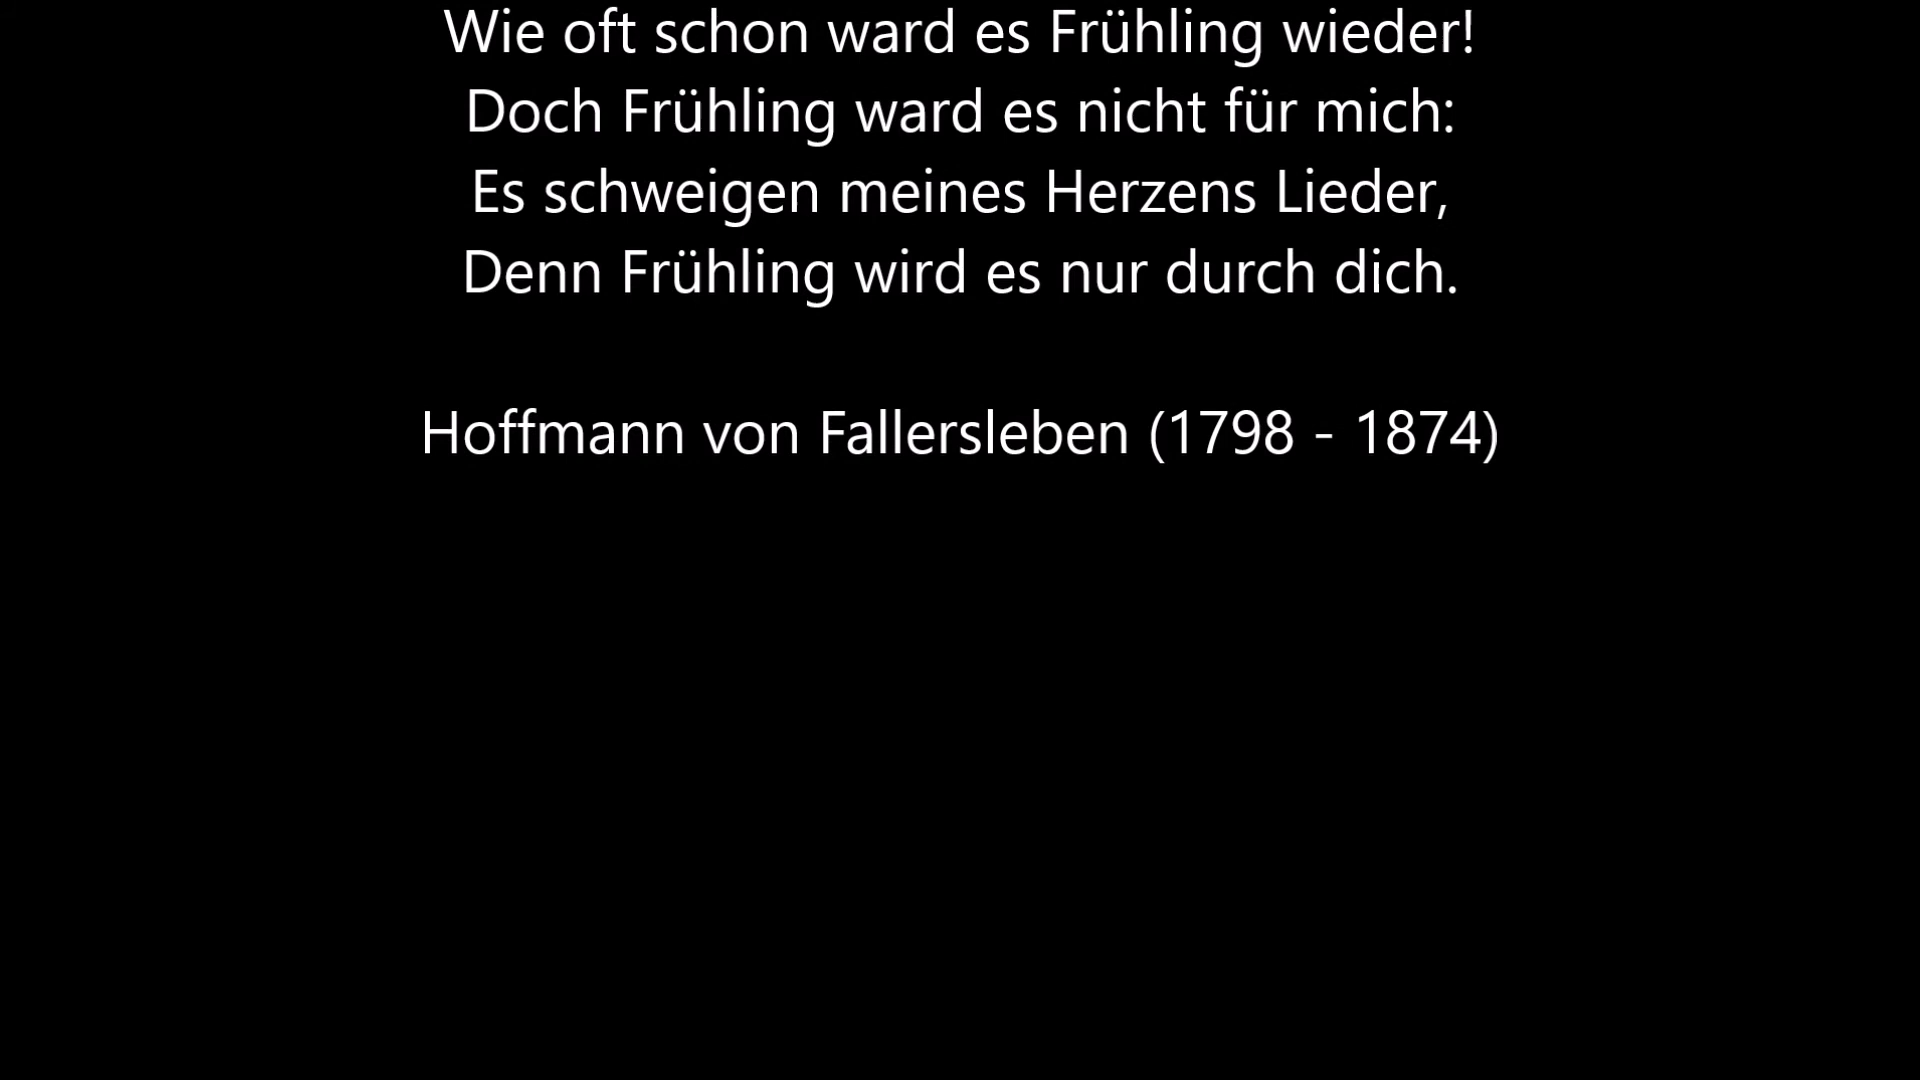 Wie oft schon ward es Frühling wieder!
Doch Frühling ward es nicht für mich:
Es schweigen meines Herzens Lieder,
Denn Frühling wird es nur durch dich.
Hoffmann von Fallersleben (1798 - 1874)